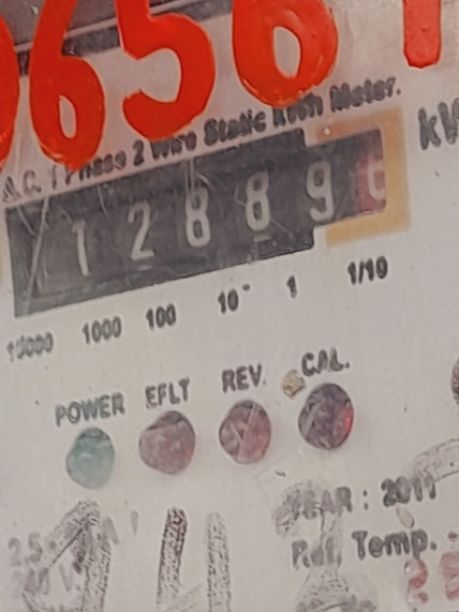 0656
A.C. 1 Phase 2 Wire Static kWh Meter.
1 2 8 8 9
10000 1000 100 10 1 1/10
POWER EFLT REV. CAL.
YEAR : 2011
Ref. Temp.